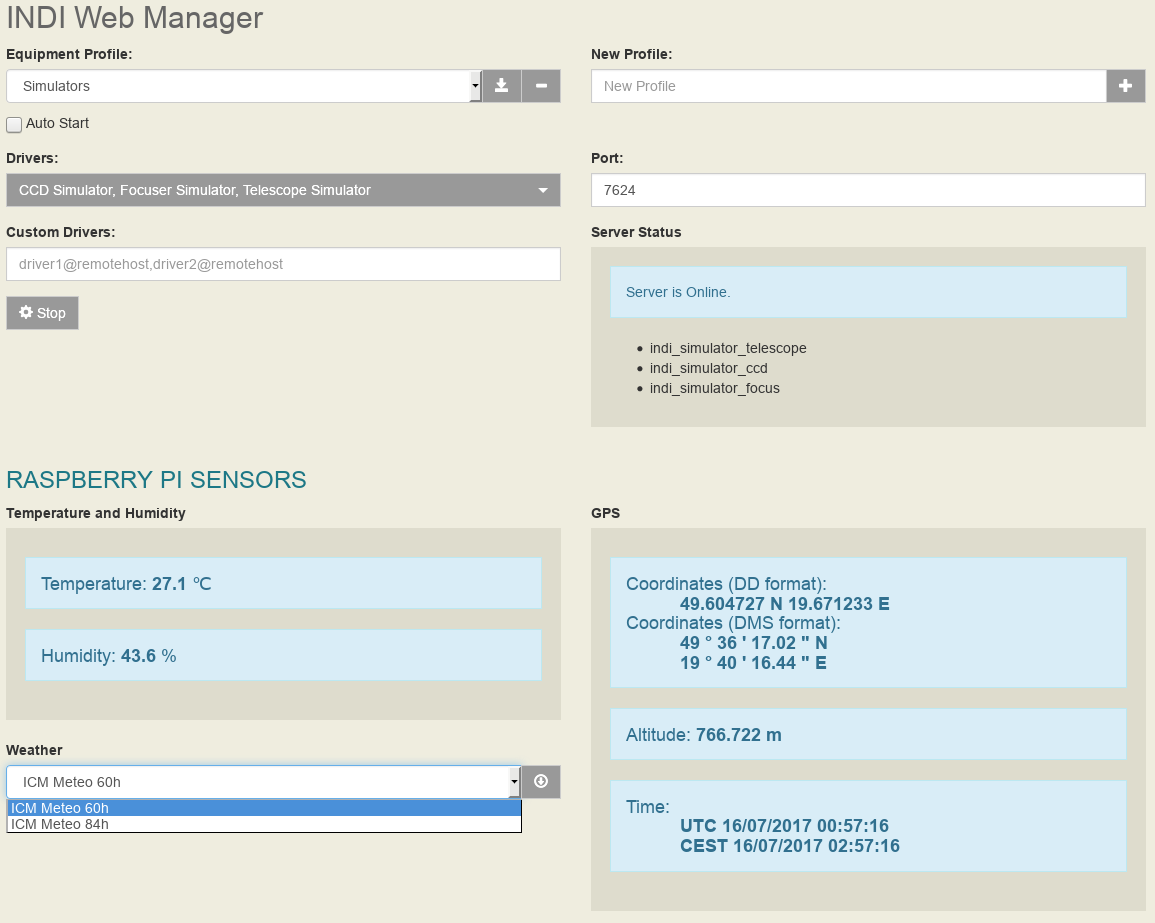 INDI Web Manager
Equipment Profile:
Simulators
Auto Start
New Profile:
New Profile
Drivers:
CCD Simulator, Focuser Simulator, Telescope Simulator
Port:
7624
Custom Drivers:
driver1@remotehost,driver2@remotehost
Stop
Server Status
Server is Online.
indi_simulator_telescope
indi_simulator_ccd
indi_simulator_focus
RASPBERRY PI SENSORS
Temperature and Humidity
Temperature: 27.1 °C
Humidity: 43.6 %
Weather
ICM Meteo 60h
ICM Meteo 60h
ICM Meteo 84h
GPS
Coordinates (DD format):
49.604727 N 19.671233 E
Coordinates (DMS format):
49 ° 36 ' 17.02 " N
19 ° 40 ' 16.44 " E
Altitude: 766.722 m
Time:
UTC 16/07/2017 00:57:16
CEST 16/07/2017 02:57:16